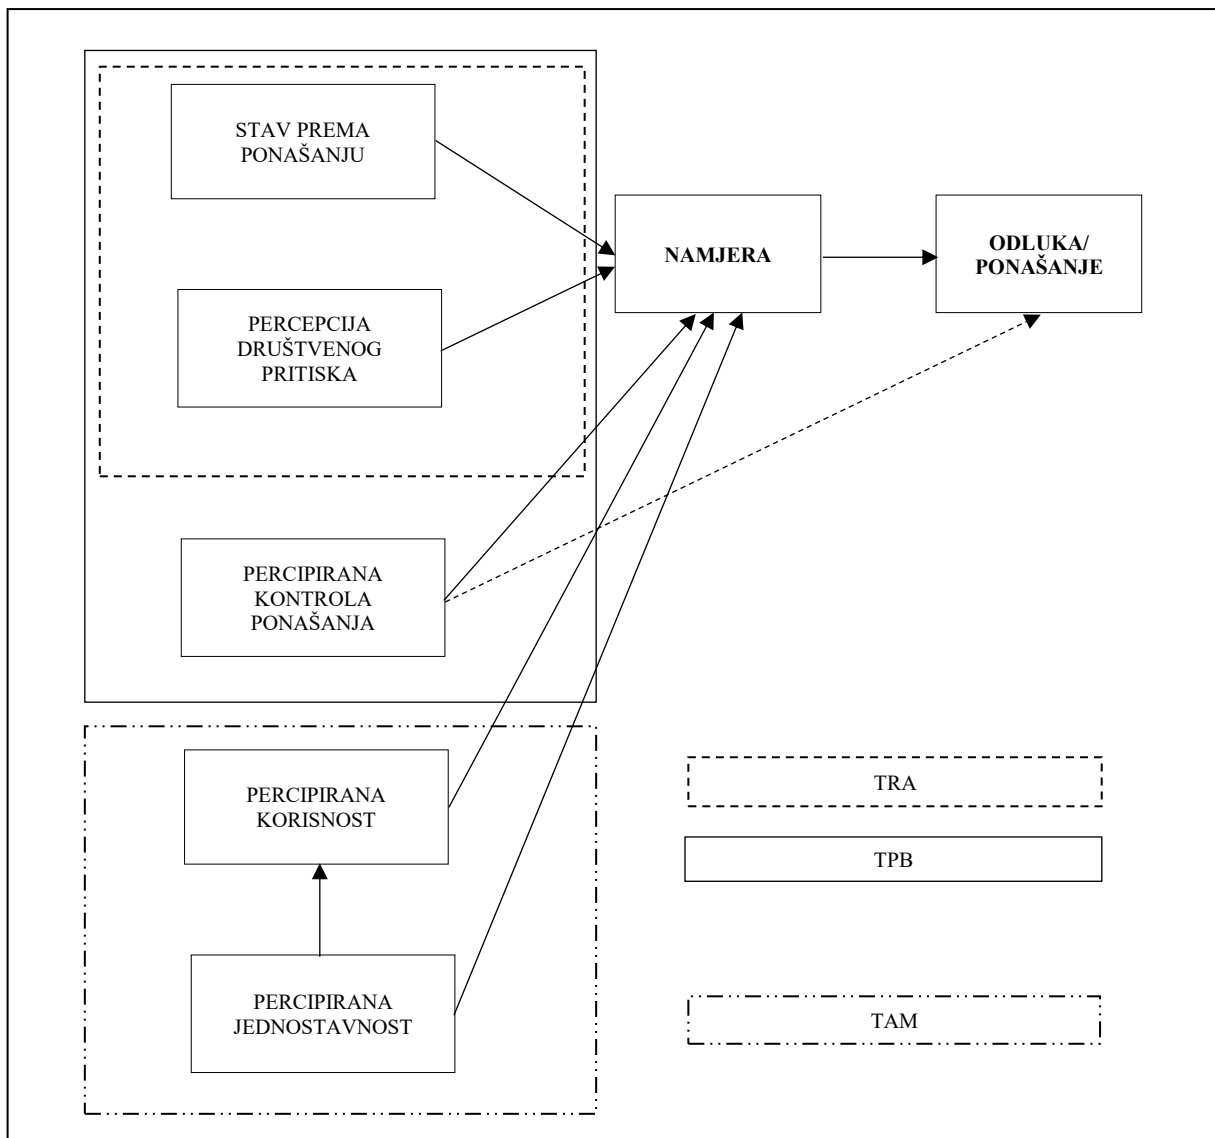 STAV PREMA
PONAŠANJU
NAMJERA
ODLUKA/
PONAŠANJE
PERCEPCIJA
DRUŠTVENOG
PRITISKA
PERCIPIRANA
KONTROLA
PONAŠANJA
PERCIPIRANA
KORISNOST
PERCIPIRANA
JEDNOSTAVNOST
TRA
TPB
TAM